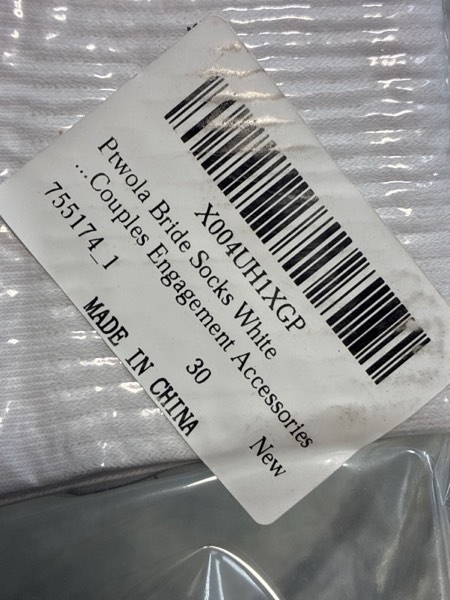 X004UH1XGP
Ptwola Bride Socks White
...Couples Engagement Accessories
755174_1
30
New
MADE IN CHINA